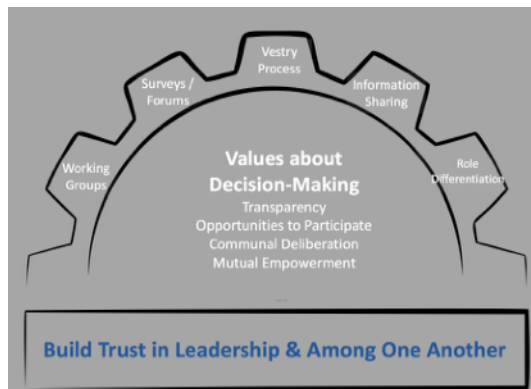 Vestry
Process
Surveys /
Forums
Information
Sharing
Working
Groups
Role
Differentiation
Values about
Decision-Making
Transparency
Opportunities to Participate
Communal Deliberation
Mutual Empowerment
Build Trust in Leadership & Among One Another